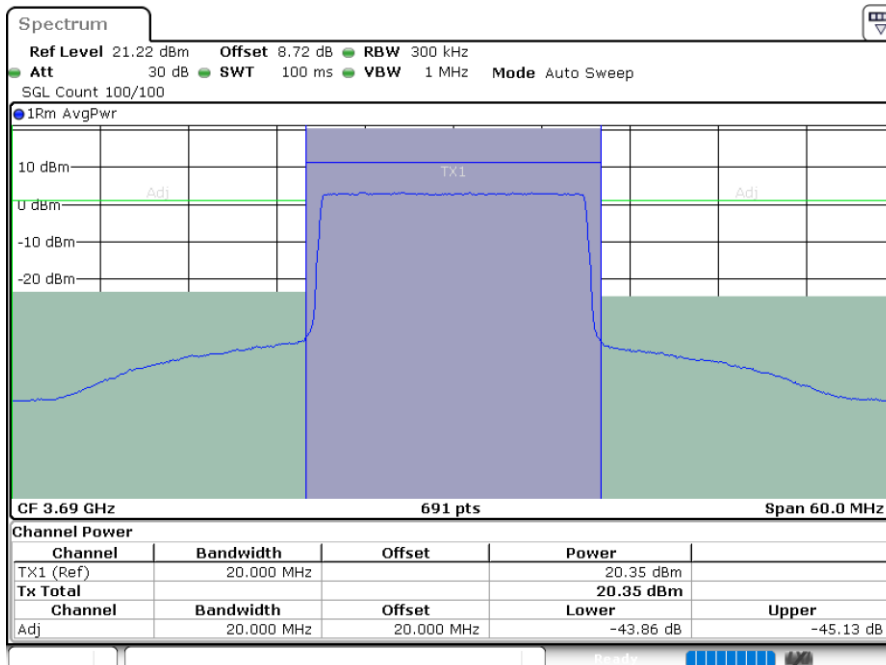 Spectrum
Ref Level 21.22 dBm Offset 8.72 dB RBW 300 kHz
Att 30 dB SWT 100 ms VBW 1 MHz Mode Auto Sweep
SGL Count 100/100
1Rm AvgPwr
10 dBm
TX1
Adj Adj
0 dBm
-10 dBm
-20 dBm
CF 3.69 GHz 691 pts Span 60.0 MHz
Channel Power
Channel Bandwidth Offset Power
TX1 (Ref) 20.000 MHz 20.35 dBm
Tx Total 20.35 dBm
Channel Bandwidth Offset Lower Upper
Adj 20.000 MHz 20.000 MHz -43.86 dB -45.13 dB
Ready